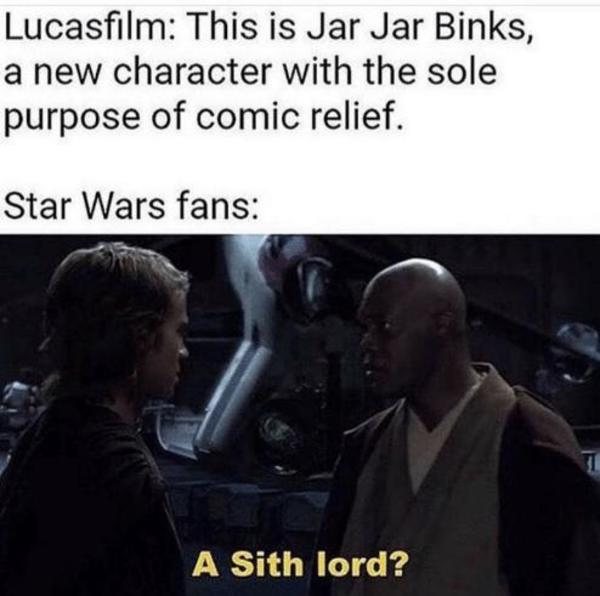 Lucasfilm: This is Jar Jar Binks,
a new character with the sole
purpose of comic relief.
Star Wars fans:
A Sith lord?